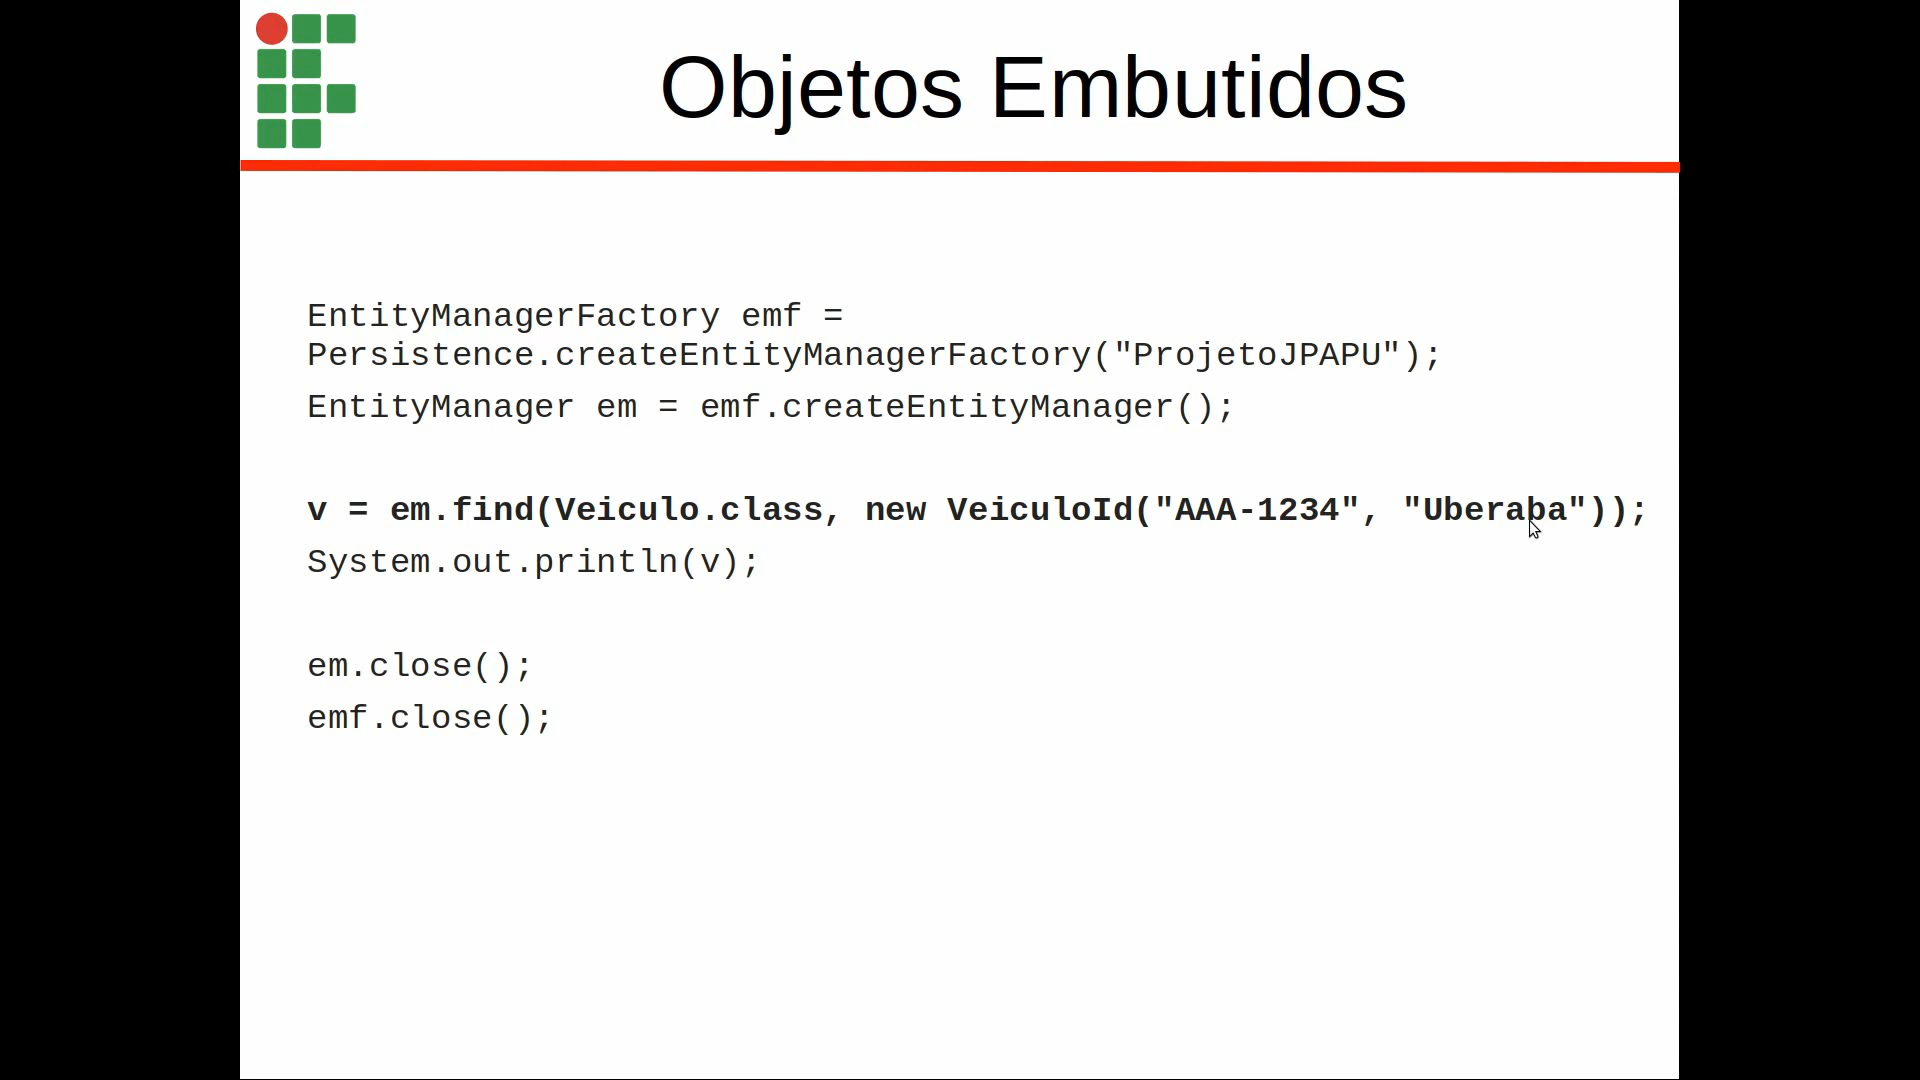 Objetos Embutidos
EntityManagerFactory emf =
Persistence.createEntityManagerFactory("ProjetoJPAPU");
EntityManager em = emf.createEntityManager();
v = em.find(Veiculo.class, new VeiculoId("AAA-1234", "Uberaba"));
System.out.println(v);
em.close();
emf.close();